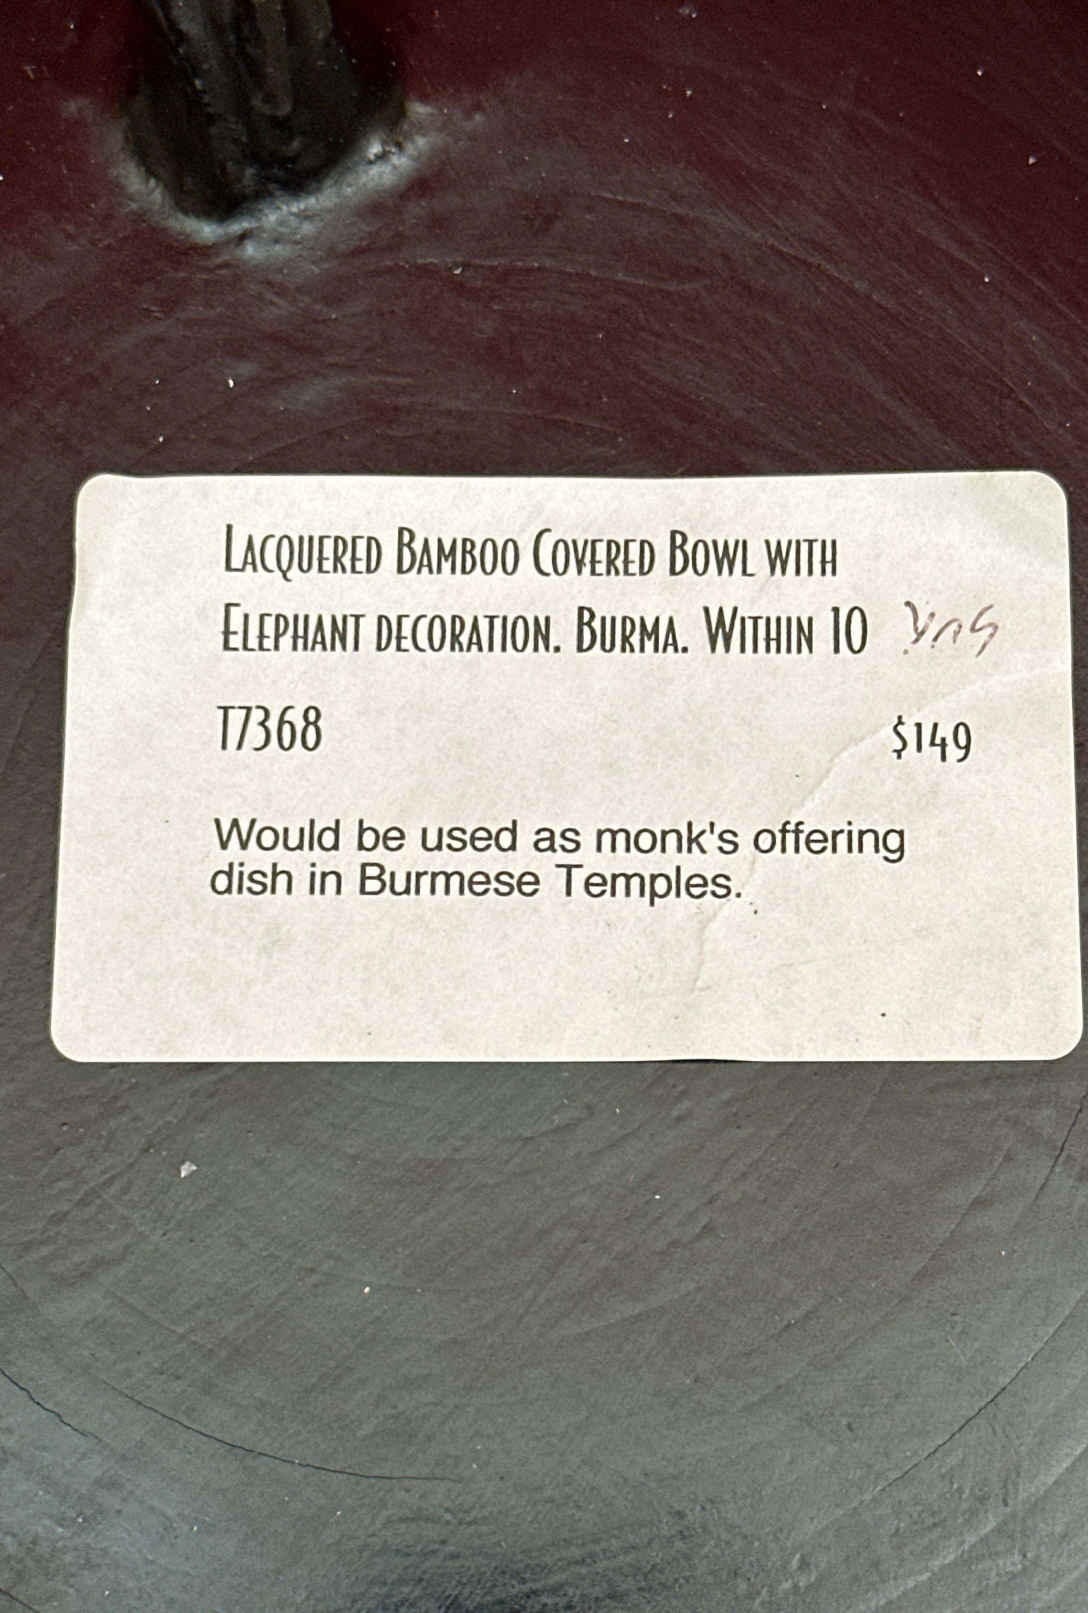 Lacquered Bamboo Covered Bowl with
Elephant decoration. Burma. Within 10 yrs
T7368
$149
Would be used as monk's offering
dish in Burmese Temples.